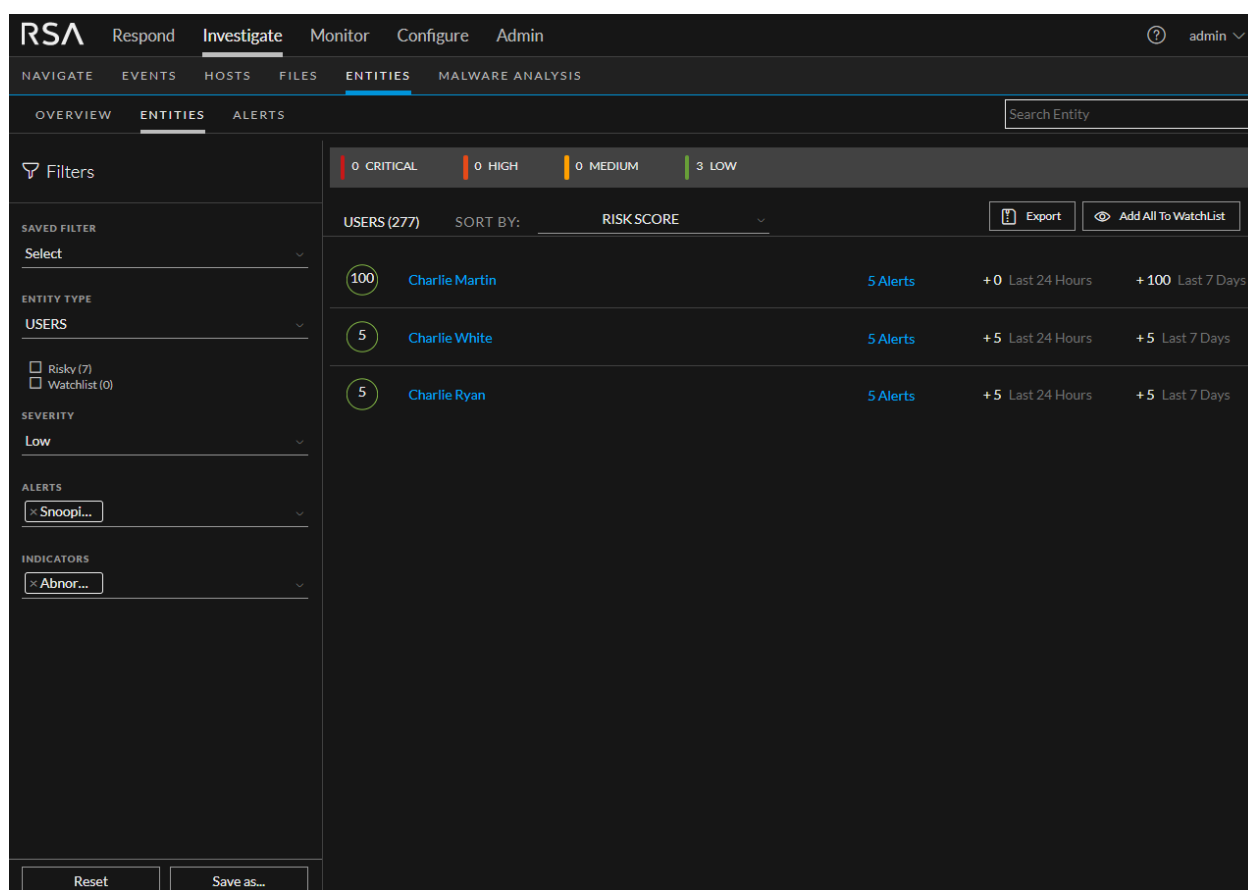 RSA Respond Investigate Monitor Configure Admin ? admin
NAVIGATE EVENTS HOSTS FILES ENTITIES MALWARE ANALYSIS
OVERVIEW ENTITIES ALERTS Search Entity
Filters
0 CRITICAL 0 HIGH 0 MEDIUM 3 LOW
USERS (277) SORT BY: RISK SCORE Export Add All To WatchList
SAVED FILTER
Select
ENTITY TYPE
USERS
Risky (7)
Watchlist (0)
SEVERITY
Low
ALERTS
× Snoopi...
INDICATORS
× Abnor...
100 Charlie Martin 5 Alerts +0 Last 24 Hours +100 Last 7 Days
5 Charlie White 5 Alerts +5 Last 24 Hours +5 Last 7 Days
5 Charlie Ryan 5 Alerts +5 Last 24 Hours +5 Last 7 Days
Reset Save as...